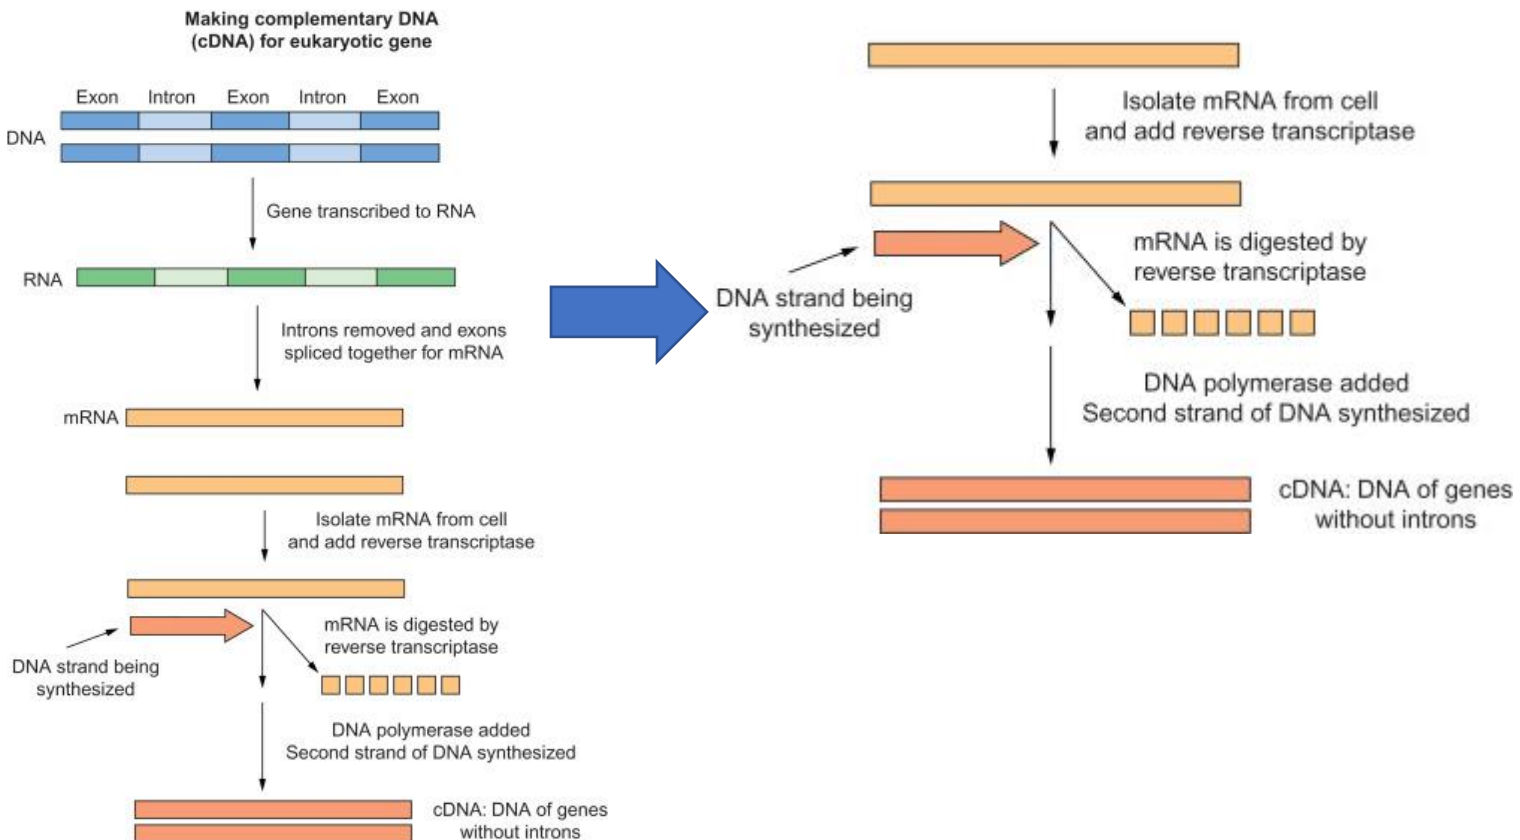 Making complementary DNA
(cDNA) for eukaryotic gene
Exon Intron Exon Intron Exon
DNA
Gene transcribed to RNA
RNA
Introns removed and exons
spliced together for mRNA
mRNA
Isolate mRNA from cell
and add reverse transcriptase
mRNA is digested by
reverse transcriptase
DNA strand being
synthesized
DNA polymerase added
Second strand of DNA synthesized
cDNA: DNA of genes
without introns
Isolate mRNA from cell
and add reverse transcriptase
mRNA is digested by
reverse transcriptase
DNA strand being
synthesized
DNA polymerase added
Second strand of DNA synthesized
cDNA: DNA of genes
without introns